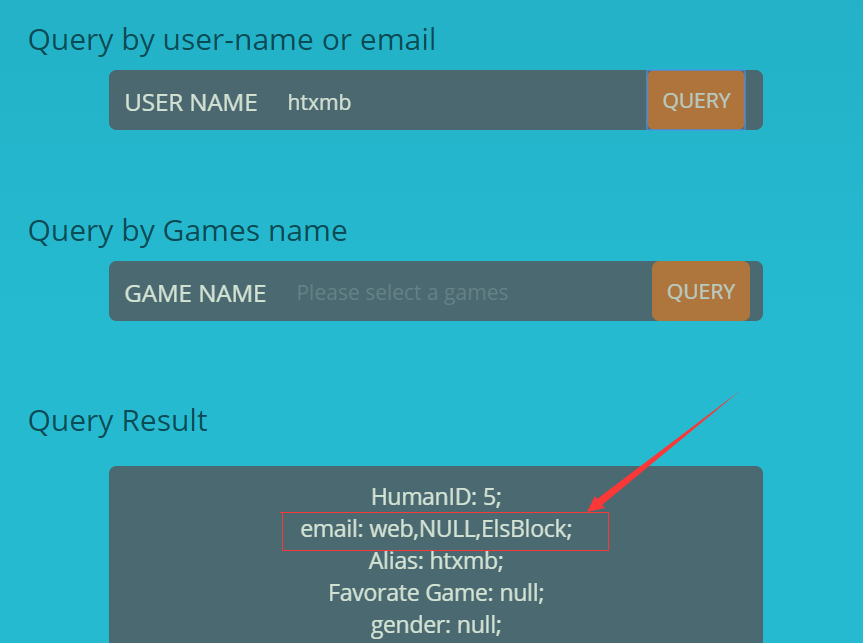 Query by user-name or email
USER NAME htxmb QUERY
Query by Games name
GAME NAME Please select a games QUERY
Query Result
HumanID: 5;
email: web,NULL,ElsBlock;
Alias: htxmb;
Favorate Game: null;
gender: null;